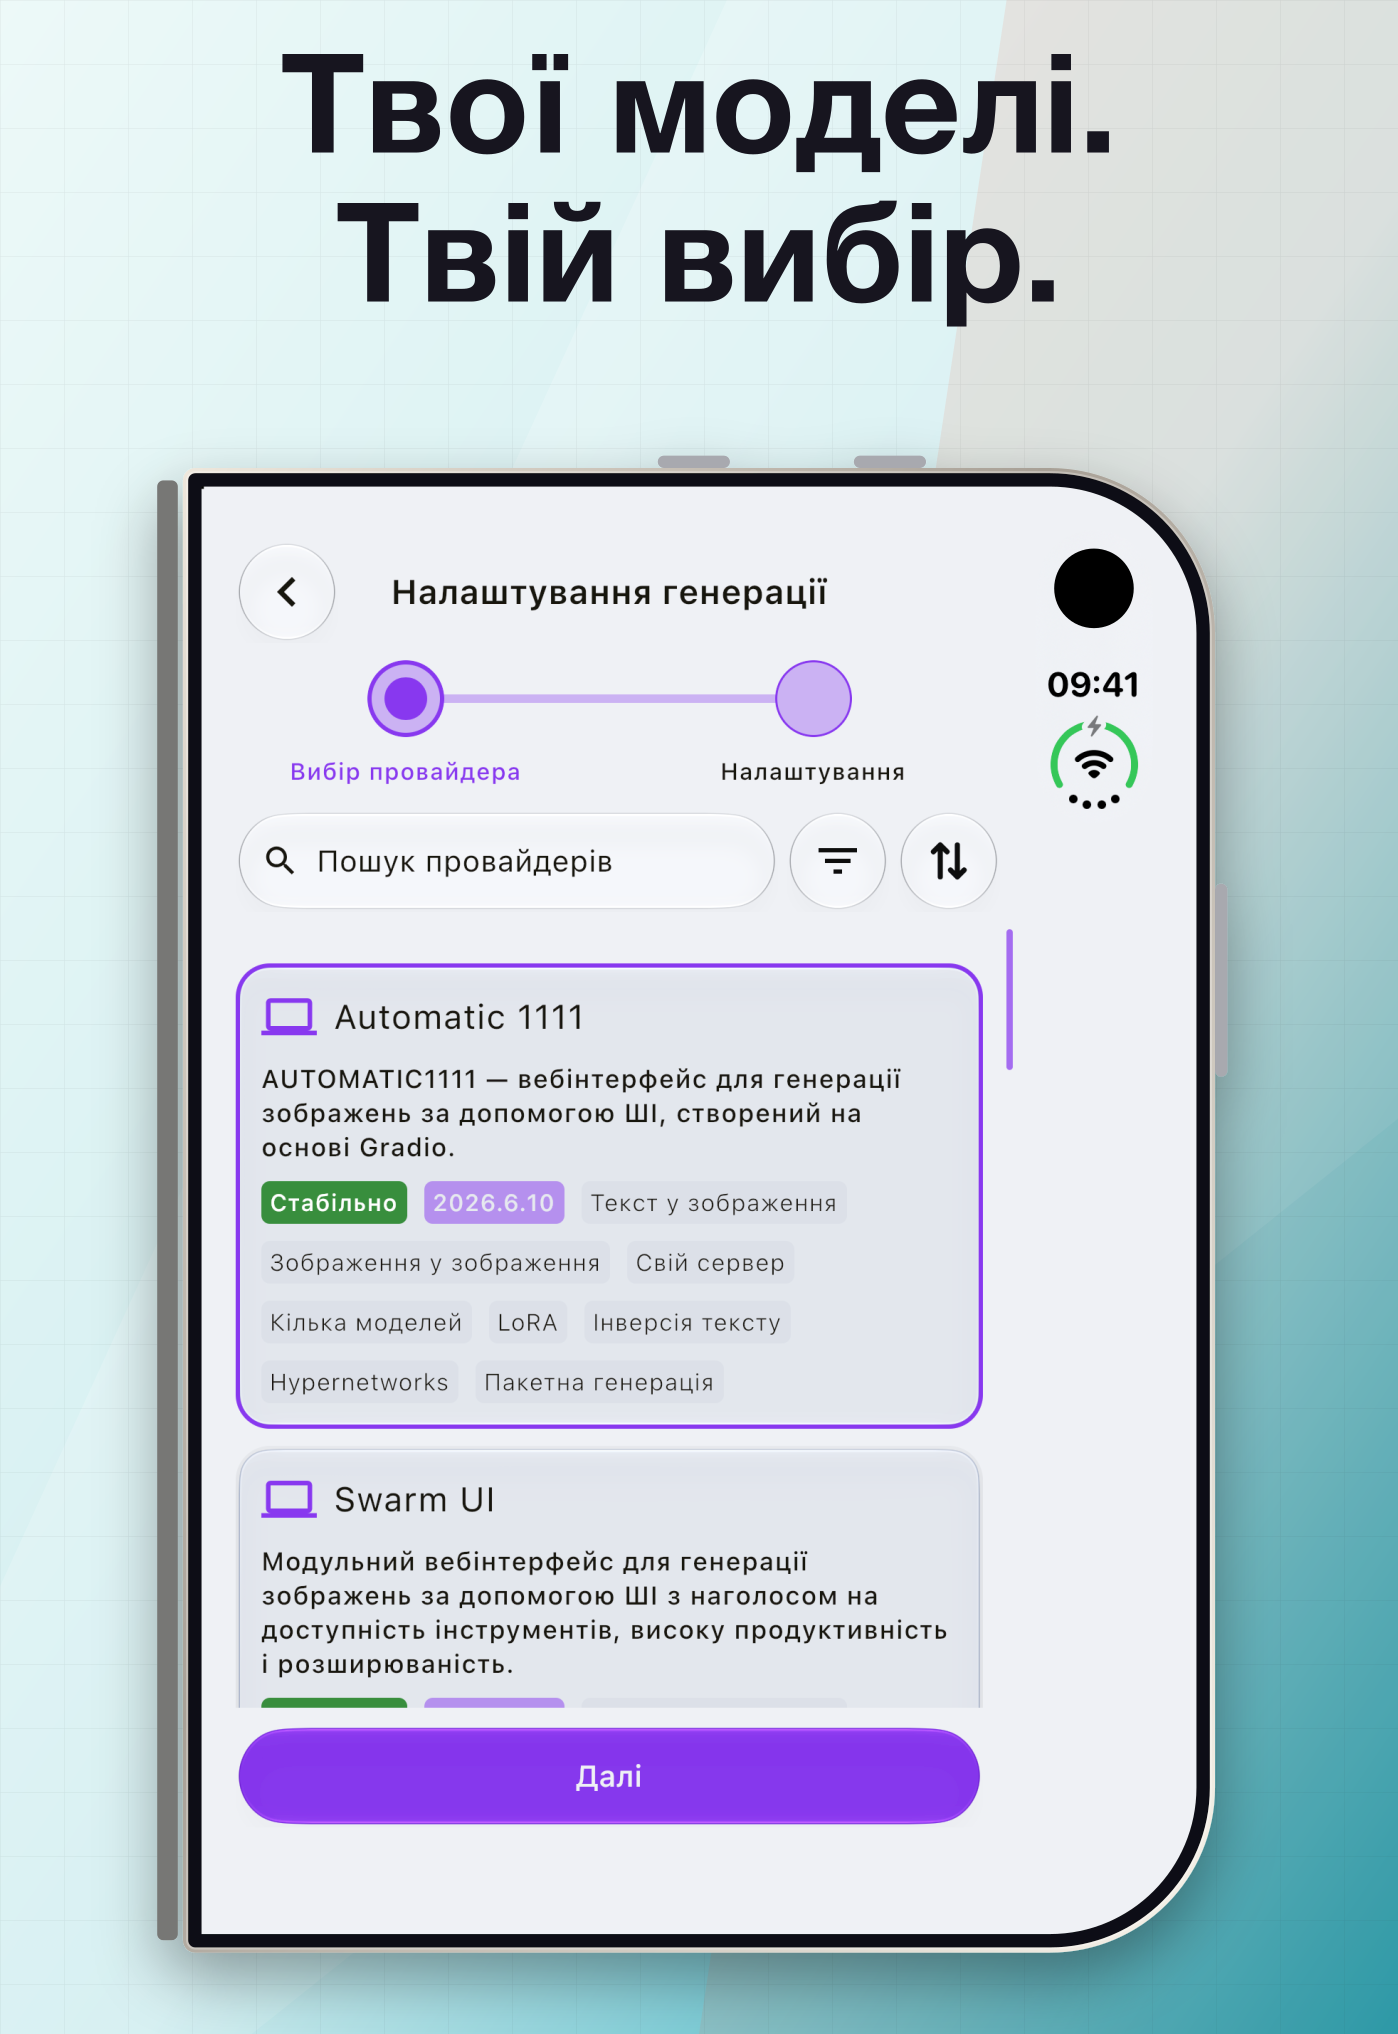 Твої моделі.
Твій вибір.
Налаштування генерації
09:41
Вибір провайдера
Налаштування
Пошук провайдерів
Automatic 1111
AUTOMATIC1111 — вебінтерфейс для генерації
зображень за допомогою ШІ, створений на
основі Gradio.
Стабільно 2026.6.10 Текст у зображення
Зображення у зображення Свій сервер
Кілька моделей LoRA Інверсія тексту
Hypernetworks Пакетна генерація
Swarm UI
Модульний вебінтерфейс для генерації
зображень за допомогою ШІ з наголосом на
доступність інструментів, високу продуктивність
і розширюваність.
Далі